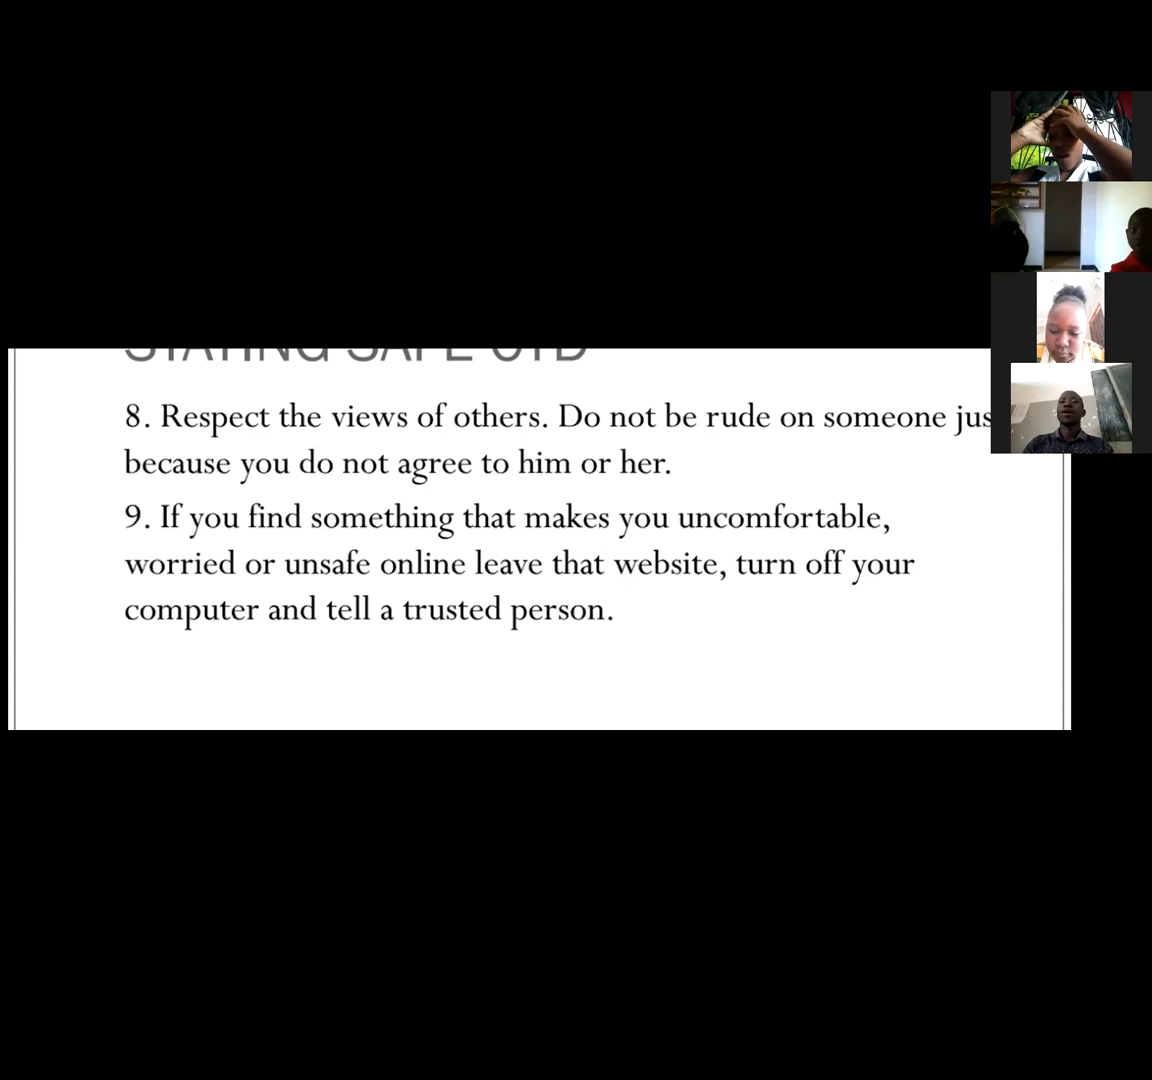 STAYING SAFE CTD
8. Respect the views of others. Do not be rude on someone jus
because you do not agree to him or her.
9. If you find something that makes you uncomfortable,
worried or unsafe online leave that website, turn off your
computer and tell a trusted person.